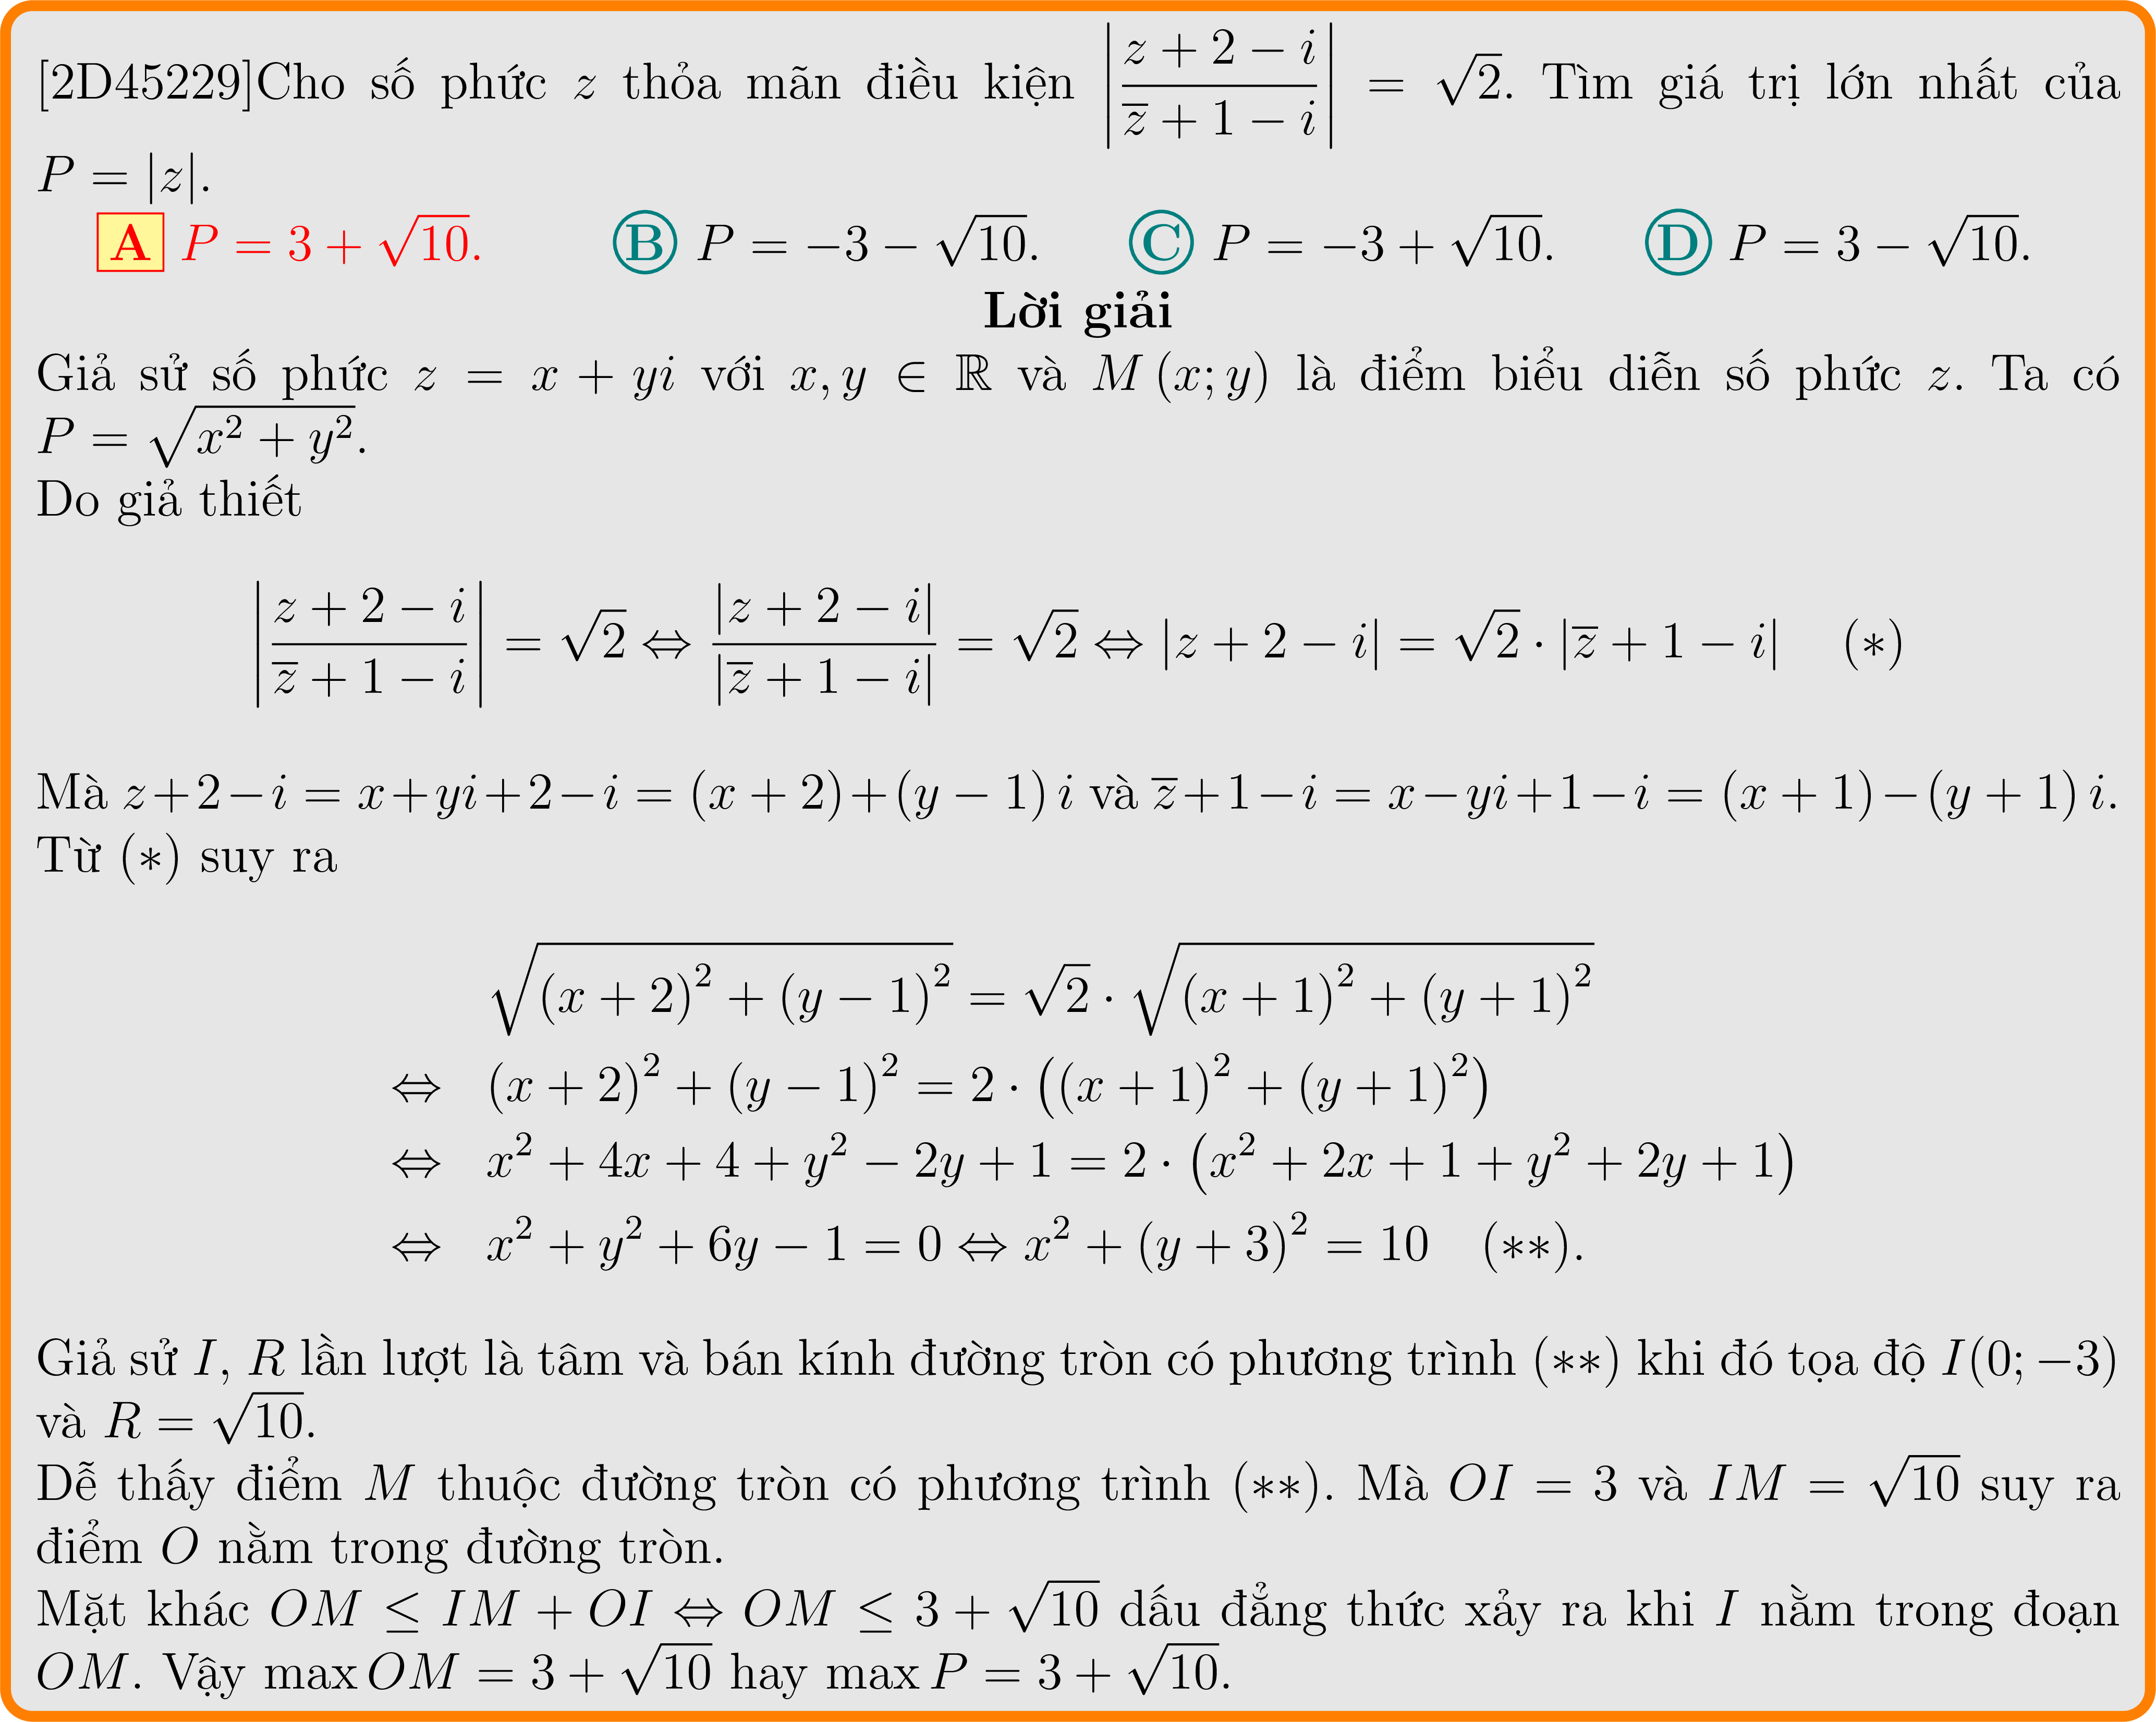 [2D45229]Cho số phức $z$ thỏa mãn điều kiện $\left|\dfrac{z+2-i}{\overline{z}+1-i}\right| = \sqrt{2}$. Tìm giá trị lớn nhất của
$P = |z|$.
A $P = 3 + \sqrt{10}$. B $P = -3 - \sqrt{10}$. C $P = -3 + \sqrt{10}$. D $P = 3 - \sqrt{10}$.
Lời giải
Giả sử số phức $z = x + yi$ với $x, y \in \mathbb{R}$ và $M(x; y)$ là điểm biểu diễn số phức $z$. Ta có
$P = \sqrt{x^2 + y^2}$.
Do giả thiết
$\left|\dfrac{z+2-i}{\overline{z}+1-i}\right| = \sqrt{2} \Leftrightarrow \dfrac{|z+2-i|}{|\overline{z}+1-i|} = \sqrt{2} \Leftrightarrow |z+2-i| = \sqrt{2} \cdot |\overline{z}+1-i| \quad (*)$
Mà $z+2-i = x+yi+2-i = (x+2)+(y-1)i$ và $\overline{z}+1-i = x-yi+1-i = (x+1)-(y+1)i$.
Từ $(*)$ suy ra
$\sqrt{(x+2)^2 + (y-1)^2} = \sqrt{2} \cdot \sqrt{(x+1)^2 + (y+1)^2}$
$\Leftrightarrow (x+2)^2 + (y-1)^2 = 2 \cdot \left((x+1)^2 + (y+1)^2\right)$
$\Leftrightarrow x^2 + 4x + 4 + y^2 - 2y + 1 = 2 \cdot \left(x^2 + 2x + 1 + y^2 + 2y + 1\right)$
$\Leftrightarrow x^2 + y^2 + 6y - 1 = 0 \Leftrightarrow x^2 + (y+3)^2 = 10 \quad (**)$.
Giả sử $I$, $R$ lần lượt là tâm và bán kính đường tròn có phương trình $(**)$ khi đó tọa độ $I(0; -3)$
và $R = \sqrt{10}$.
Dễ thấy điểm $M$ thuộc đường tròn có phương trình $(**)$. Mà $OI = 3$ và $IM = \sqrt{10}$ suy ra
điểm $O$ nằm trong đường tròn.
Mặt khác $OM \leq IM + OI \Leftrightarrow OM \leq 3 + \sqrt{10}$ dấu đẳng thức xảy ra khi $I$ nằm trong đoạn
$OM$. Vậy $\max OM = 3 + \sqrt{10}$ hay $\max P = 3 + \sqrt{10}$.